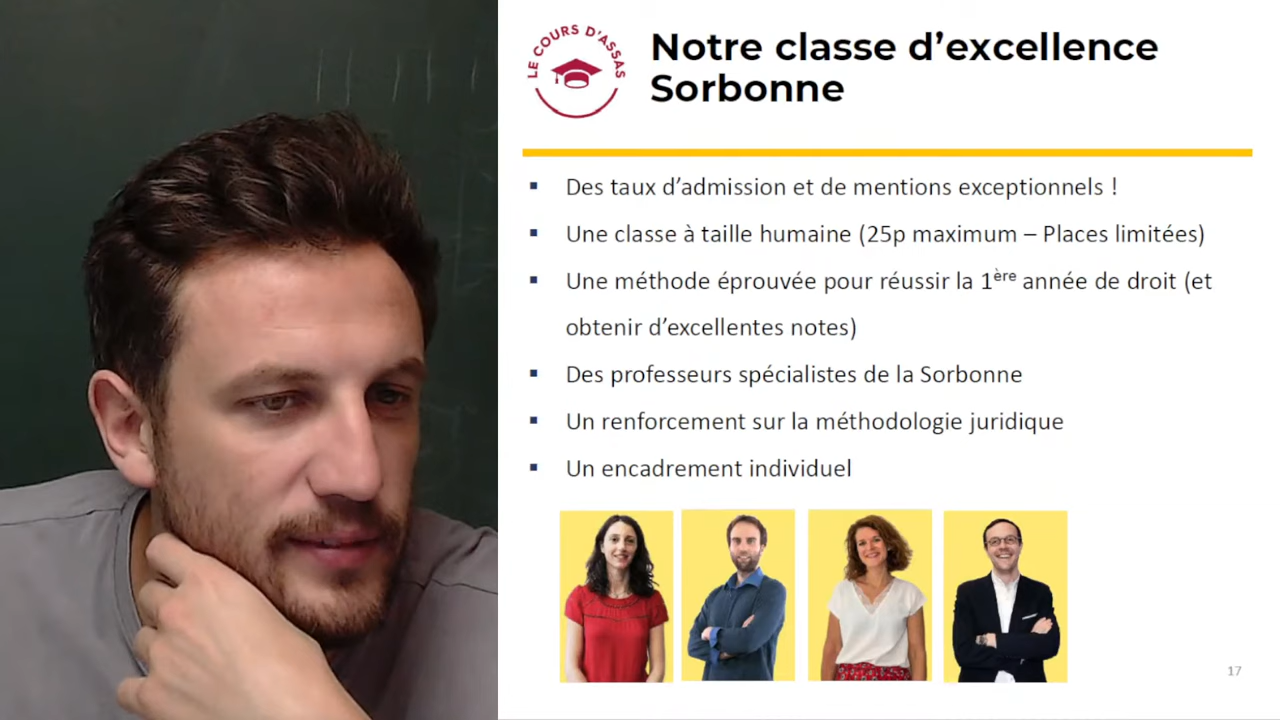 LE COURS D'ASSAS
Notre classe d’excellence
Sorbonne
▪ Des taux d’admission et de mentions exceptionnels !
▪ Une classe à taille humaine (25p maximum – Places limitées)
▪ Une méthode éprouvée pour réussir la 1ère année de droit (et
obtenir d’excellentes notes)
▪ Des professeurs spécialistes de la Sorbonne
▪ Un renforcement sur la méthodologie juridique
▪ Un encadrement individuel
17